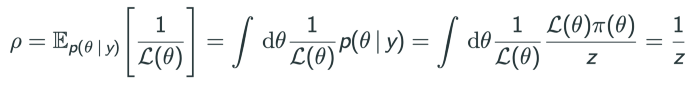 ρ = 𝔼_{p(θ | y)} [ 1 / ℒ(θ) ] = ∫ dθ 1 / ℒ(θ) p(θ | y) = ∫ dθ 1 / ℒ(θ) ℒ(θ)π(θ) / z = 1 / z